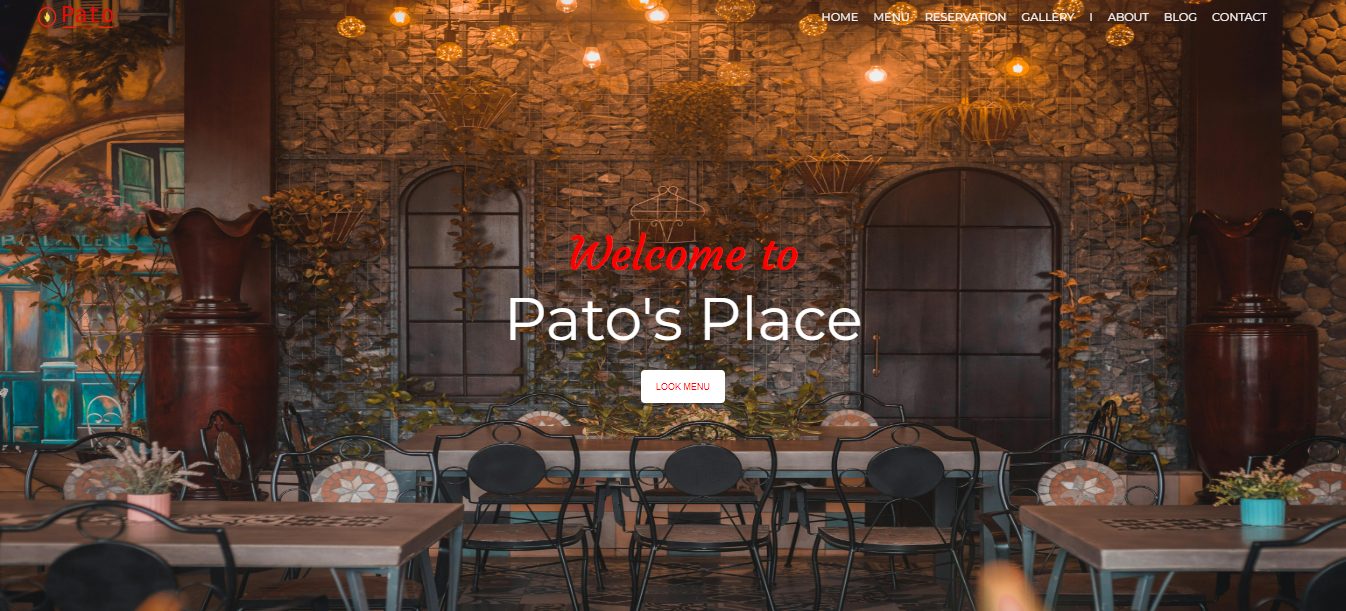 Pato
HOME MENU RESERVATION GALLERY I ABOUT BLOG CONTACT
Welcome to
Pato's Place
LOOK MENU